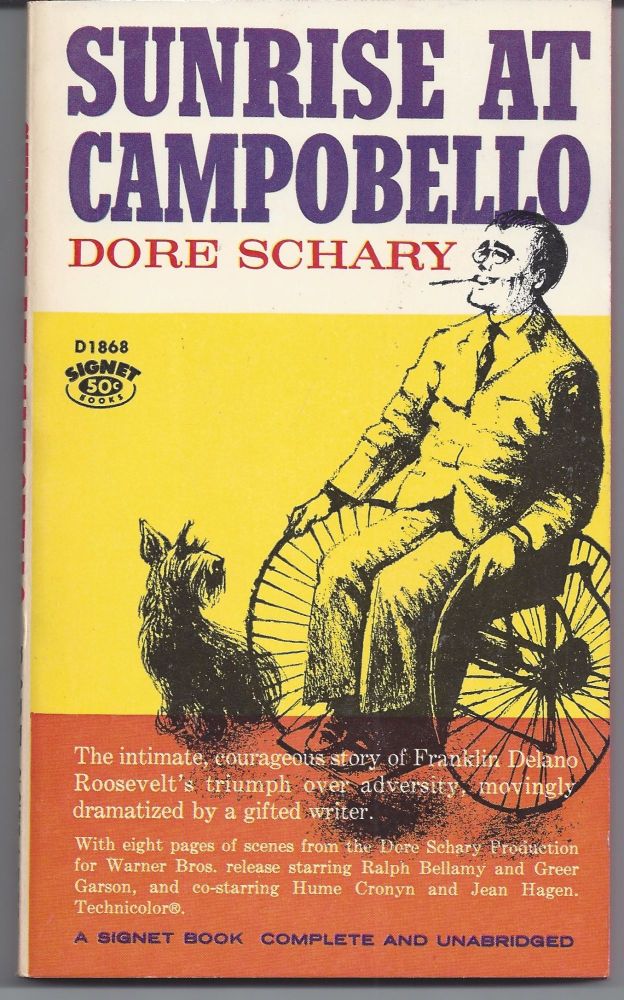 SUNRISE AT
CAMPOBELLO
DORE SCHARY
D1868
SIGNET
50¢
BOOKS
The intimate, courageous story of Franklin Delano
Roosevelt's triumph over adversity, movingly
dramatized by a gifted writer.
With eight pages of scenes from the Dore Schary Production
for Warner Bros. release starring Ralph Bellamy and Greer
Garson, and co-starring Hume Cronyn and Jean Hagen.
Technicolor®.
A SIGNET BOOK COMPLETE AND UNABRIDGED